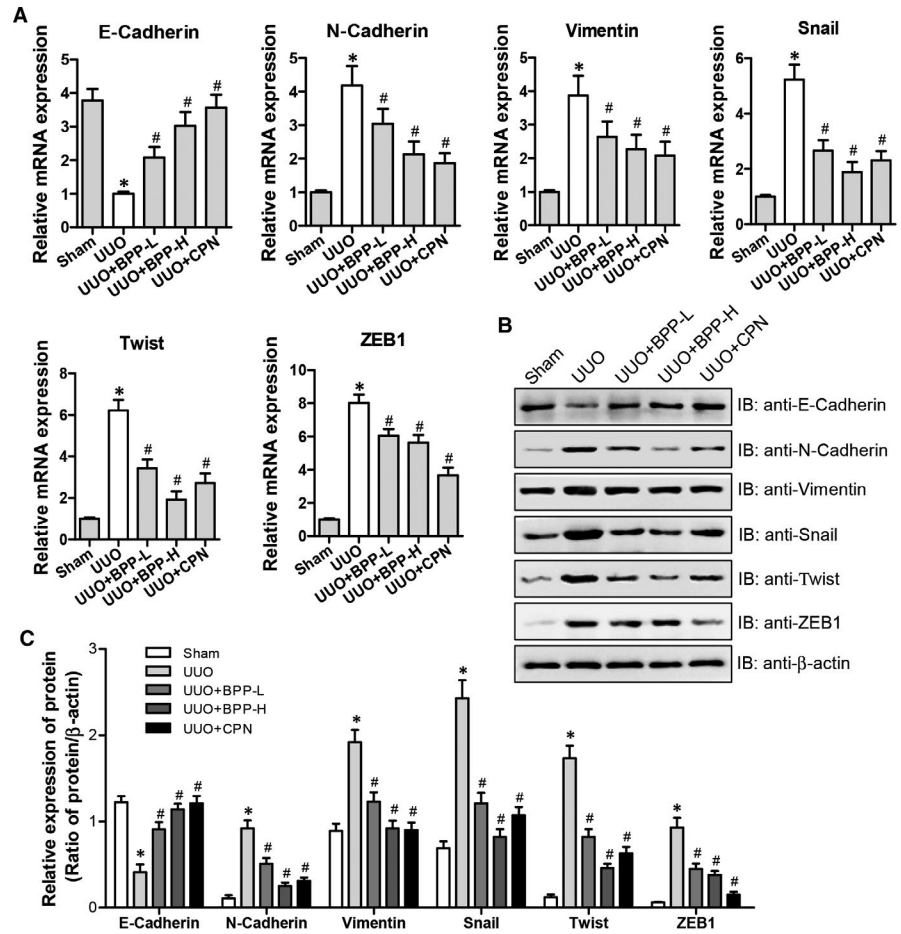 A
E-Cadherin
Relative mRNA expression
5
4
3
2
1
0
*
#
#
#
Sham
UUO
UUO+BPP-L
UUO+BPP-H
UUO+CPN
N-Cadherin
Relative mRNA expression
5
4
3
2
1
0
*
#
#
#
Sham
UUO
UUO+BPP-L
UUO+BPP-H
UUO+CPN
Vimentin
Relative mRNA expression
5
4
3
2
1
0
*
#
#
#
Sham
UUO
UUO+BPP-L
UUO+BPP-H
UUO+CPN
Snail
Relative mRNA expression
6
4
2
0
*
#
#
#
Sham
UUO
UUO+BPP-L
UUO+BPP-H
UUO+CPN
Twist
Relative mRNA expression
8
6
4
2
0
*
#
#
#
Sham
UUO
UUO+BPP-L
UUO+BPP-H
UUO+CPN
ZEB1
Relative mRNA expression
10
8
6
4
2
0
*
#
#
#
Sham
UUO
UUO+BPP-L
UUO+BPP-H
UUO+CPN
B
Sham
UUO
UUO+BPP-L
UUO+BPP-H
UUO+CPN
IB: anti-E-Cadherin
IB: anti-N-Cadherin
IB: anti-Vimentin
IB: anti-Snail
IB: anti-Twist
IB: anti-ZEB1
IB: anti-β-actin
C
Relative expression of protein
(Ratio of protein/β-actin)
3
2
1
0
Sham
UUO
UUO+BPP-L
UUO+BPP-H
UUO+CPN
*
#
#
#
*
#
#
#
*
#
#
#
*
#
#
#
*
#
#
#
*
#
#
#
E-Cadherin
N-Cadherin
Vimentin
Snail
Twist
ZEB1